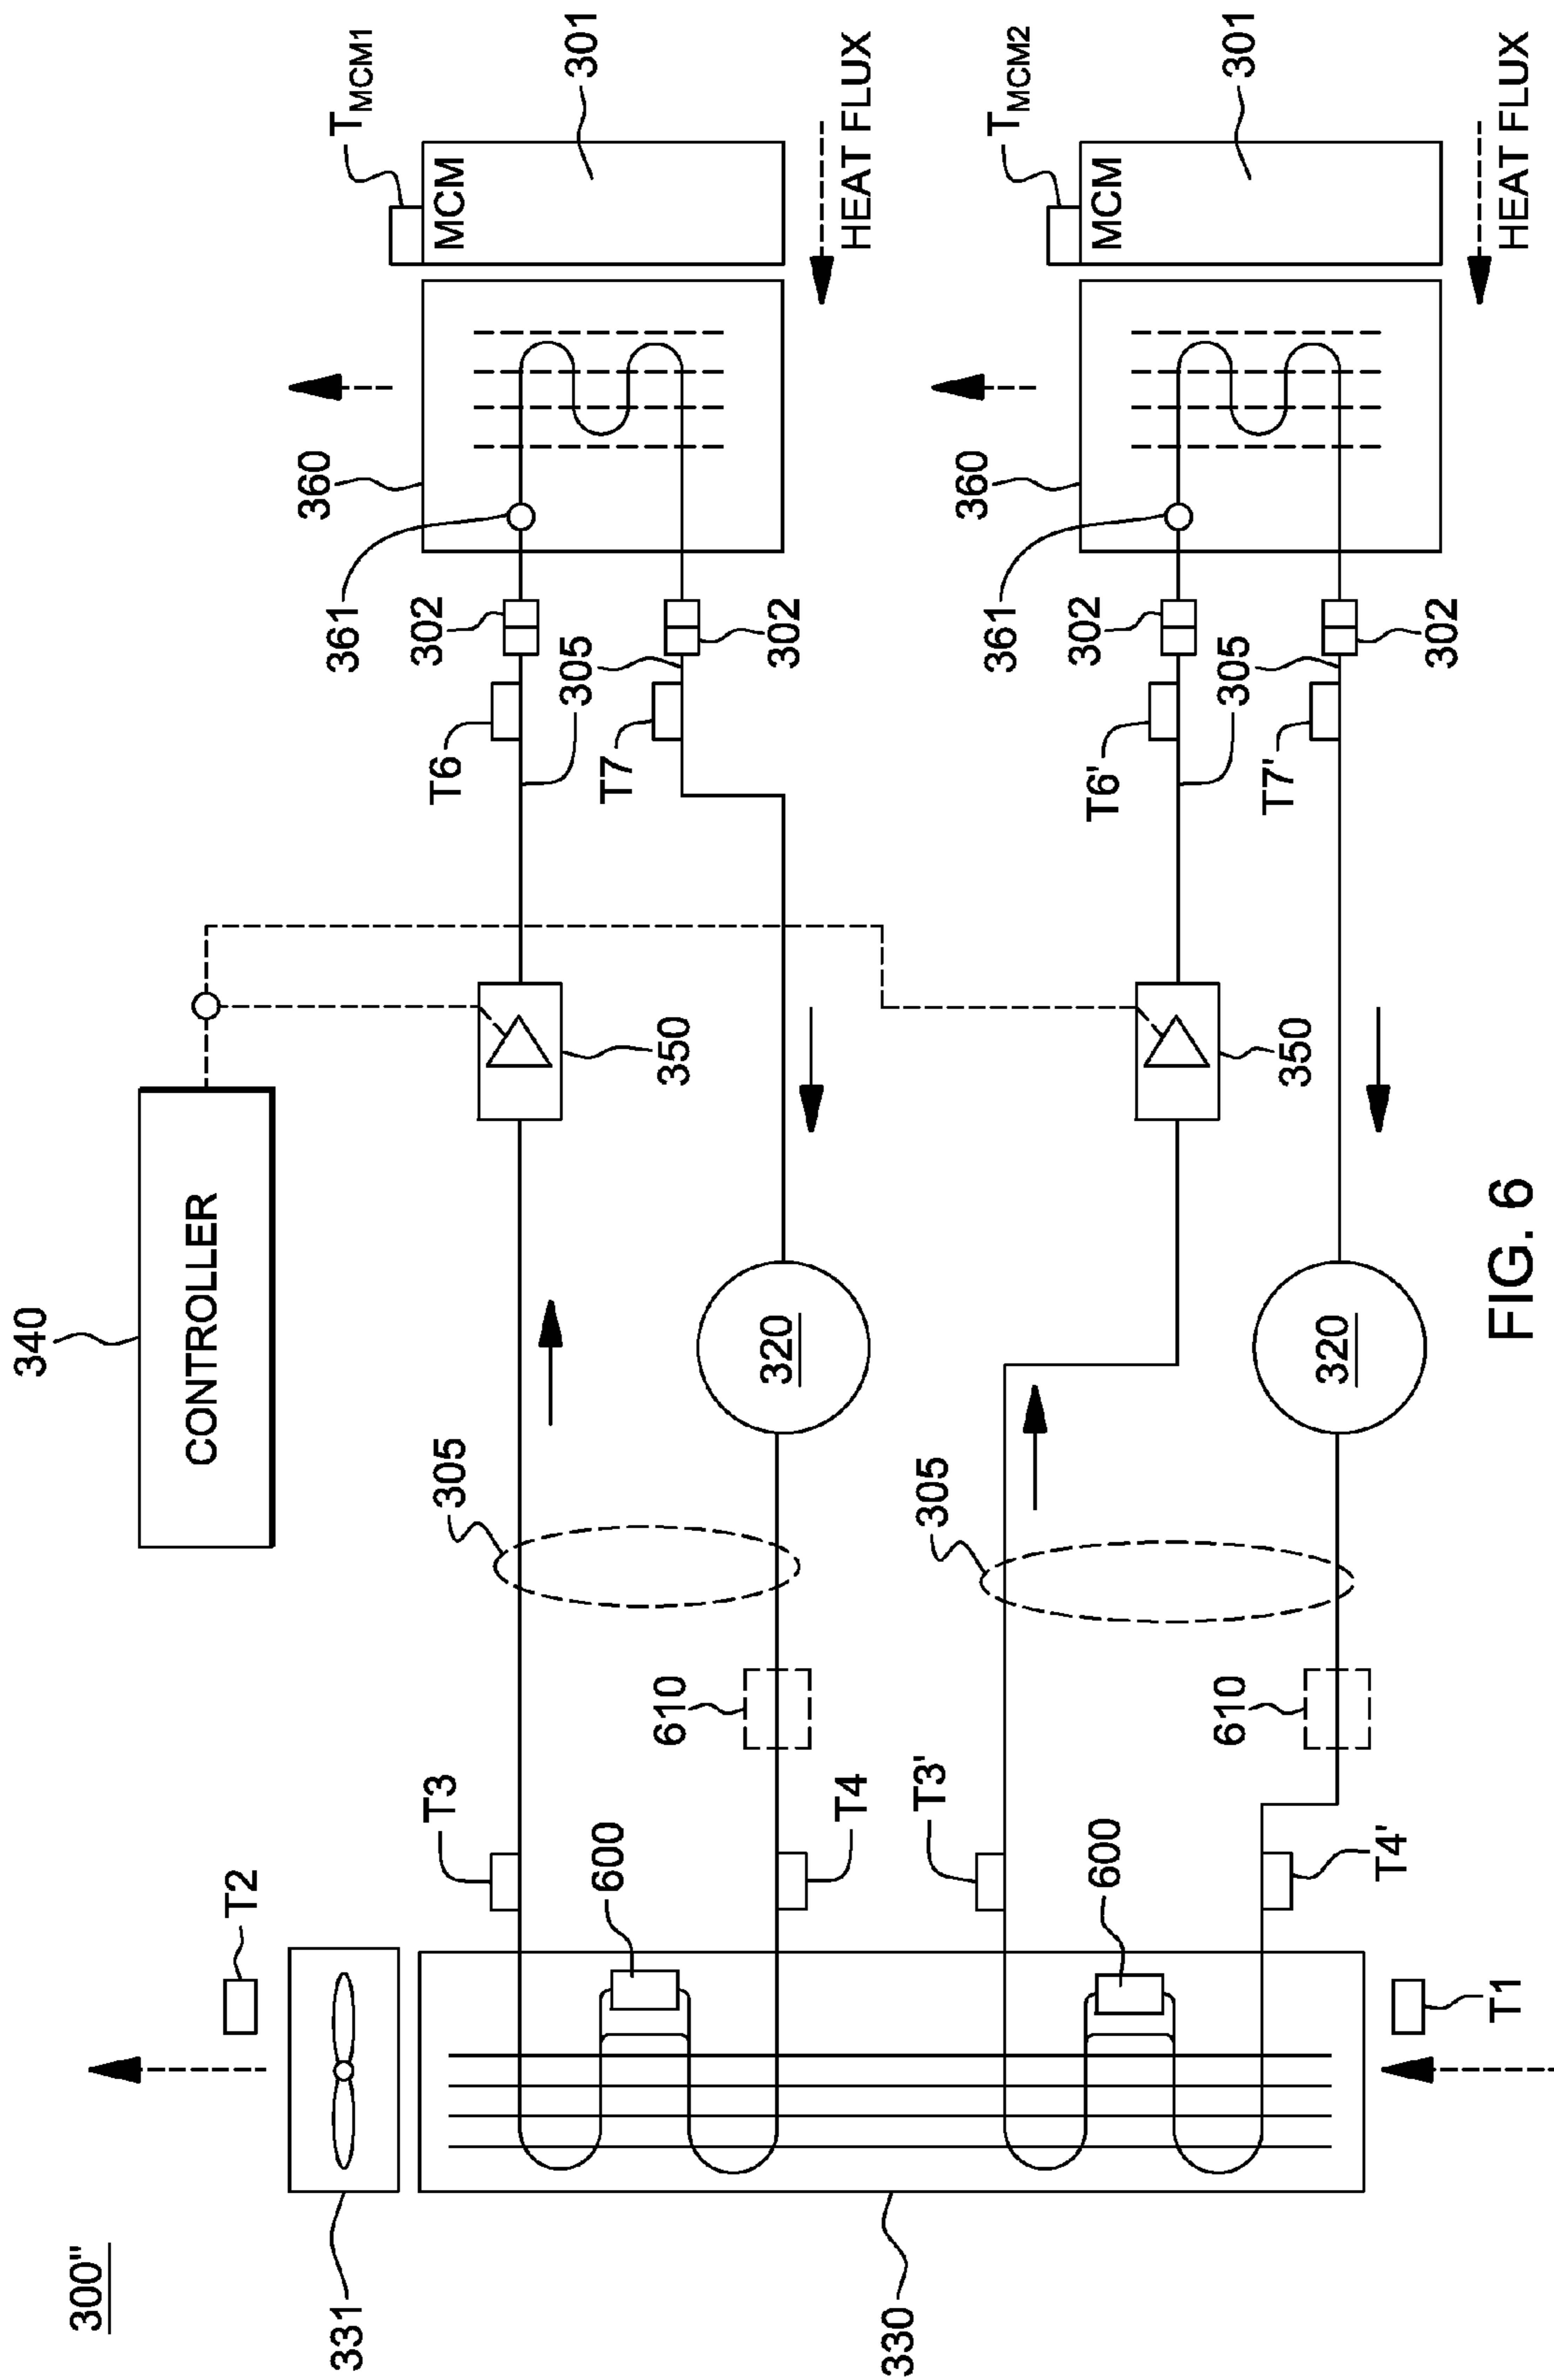 300"
340
CONTROLLER
T2
331
330
T1
T3
600
T4
610
305
320
350
T6
T7
305
302
302
361
360
T_MCM1
MCM
301
HEAT FLUX
T3'
600
T4'
610
305
320
350
T6'
T7'
305
302
302
361
360
T_MCM2
MCM
301
HEAT FLUX
FIG. 6